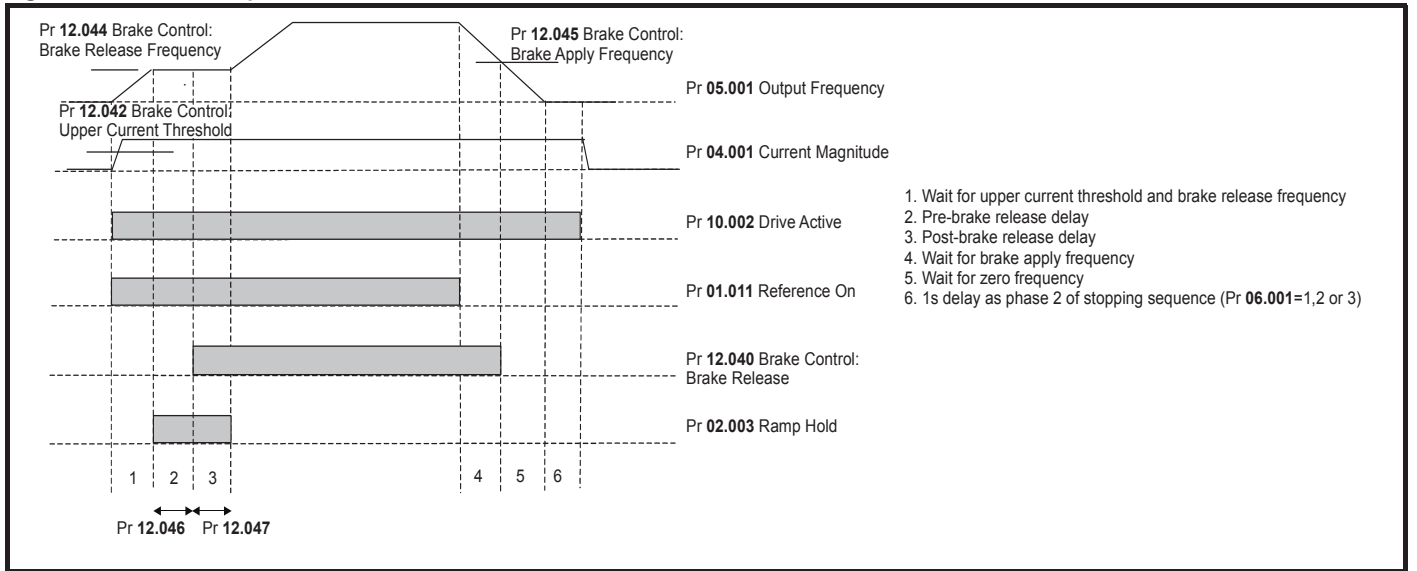 Pr 12.044 Brake Control:
Brake Release Frequency
Pr 12.045 Brake Control:
Brake Apply Frequency
Pr 05.001 Output Frequency
Pr 12.042 Brake Control:
Upper Current Threshold
Pr 04.001 Current Magnitude
Pr 10.002 Drive Active
Pr 01.011 Reference On
Pr 12.040 Brake Control:
Brake Release
Pr 02.003 Ramp Hold
1 2 3 4 5 6
Pr 12.046 Pr 12.047
1. Wait for upper current threshold and brake release frequency
2. Pre-brake release delay
3. Post-brake release delay
4. Wait for brake apply frequency
5. Wait for zero frequency
6. 1s delay as phase 2 of stopping sequence (Pr 06.001=1,2 or 3)